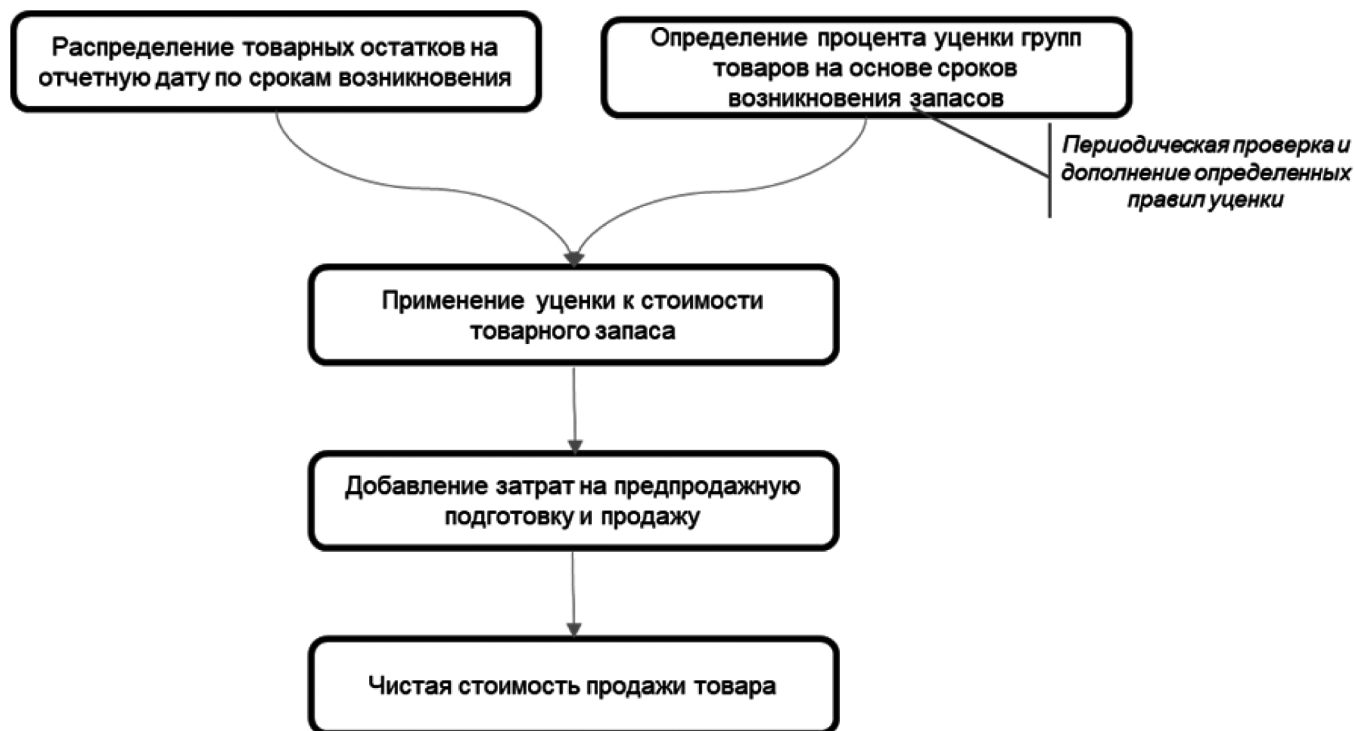 Распределение товарных остатков на
отчетную дату по срокам возникновения
Определение процента уценки групп
товаров на основе сроков
возникновения запасов
Периодическая проверка и
дополнение определенных
правил уценки
Применение уценки к стоимости
товарного запаса
Добавление затрат на предпродажную
подготовку и продажу
Чистая стоимость продажи товара